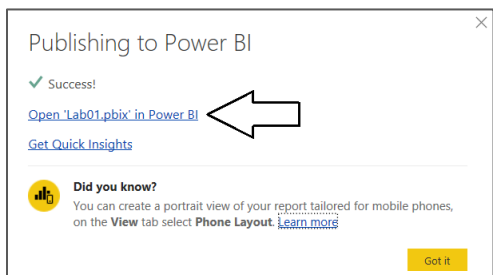 Publishing to Power BI
Success!
Open 'Lab01.pbix' in Power BI
Get Quick Insights
Did you know?
You can create a portrait view of your report tailored for mobile phones,
on the View tab select Phone Layout. Learn more
Got it